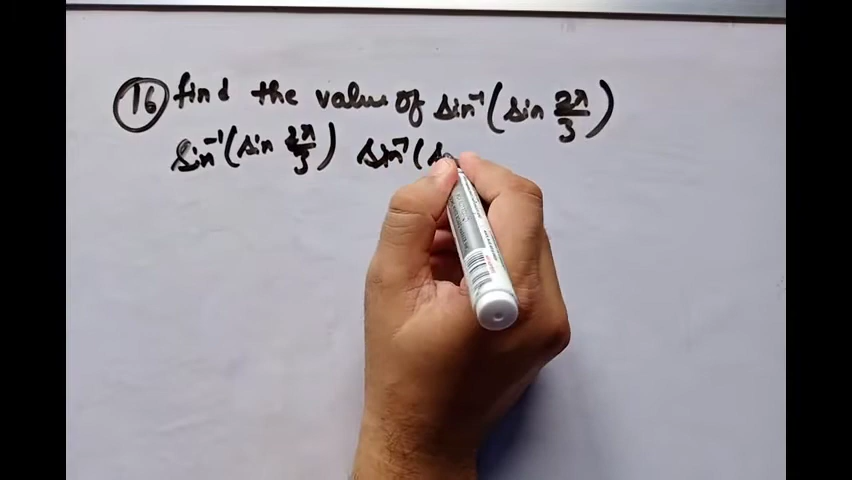 16 find the value of sin⁻¹(sin 2π/3)
sin⁻¹(sin 2π/3) sin⁻¹(s